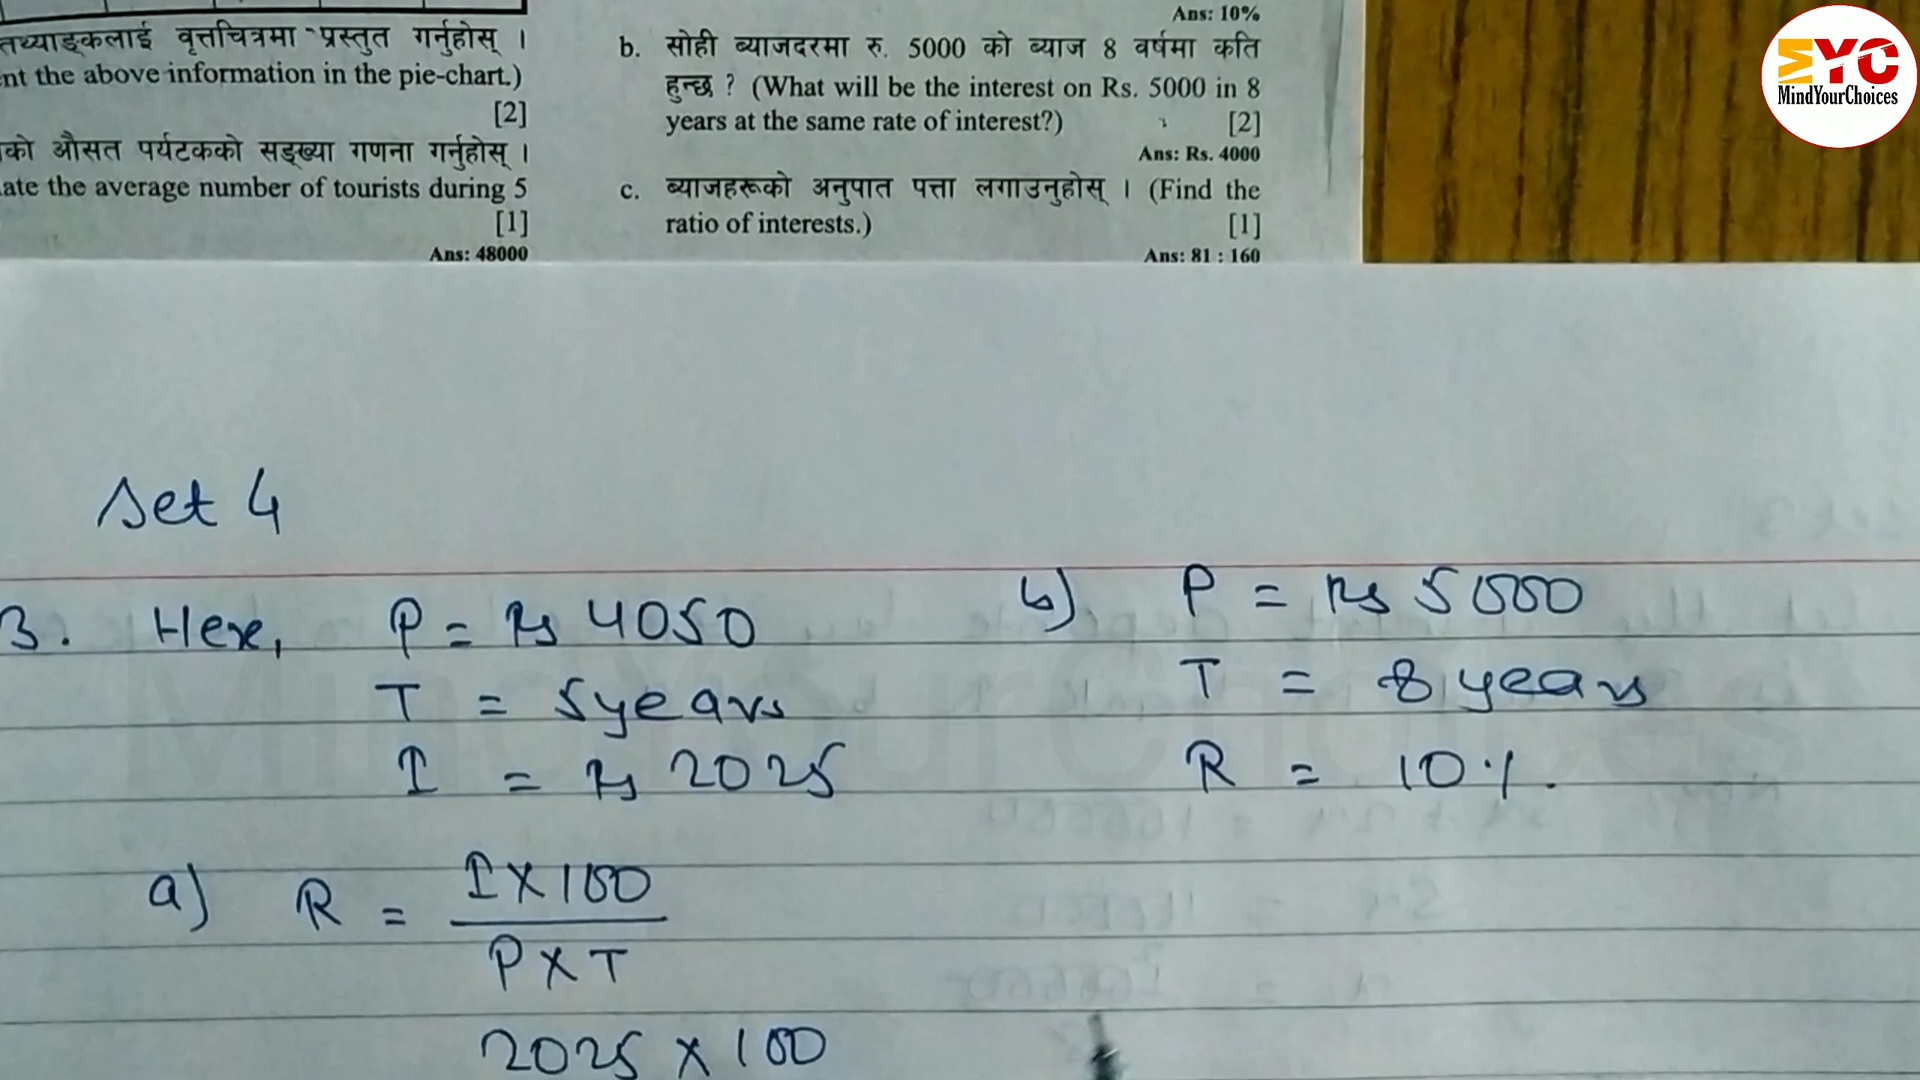 तथ्याङ्कलाई वृत्तचित्रमा प्रस्तुत गर्नुहोस् ।
nt the above information in the pie-chart.)
[2]
को औसत पर्यटकको सङ्ख्या गणना गर्नुहोस् ।
ate the average number of tourists during 5
[1]
Ans: 48000
Ans: 10%
b. सोही ब्याजदरमा रु. 5000 को ब्याज 8 वर्षमा कति
हुन्छ ? (What will be the interest on Rs. 5000 in 8
years at the same rate of interest?) [2]
Ans: Rs. 4000
c. ब्याजहरूको अनुपात पत्ता लगाउनुहोस् । (Find the
ratio of interests.) [1]
Ans: 81 : 160
MYC
MindYourChoices
Set 4
3. Here, P = Rs 4050
T = 5years
I = Rs 2025
a) R = I X 100
P X T
2025 x 100
b) P = Rs 5000
T = 8 years
R = 10 %.
MindYourChoices